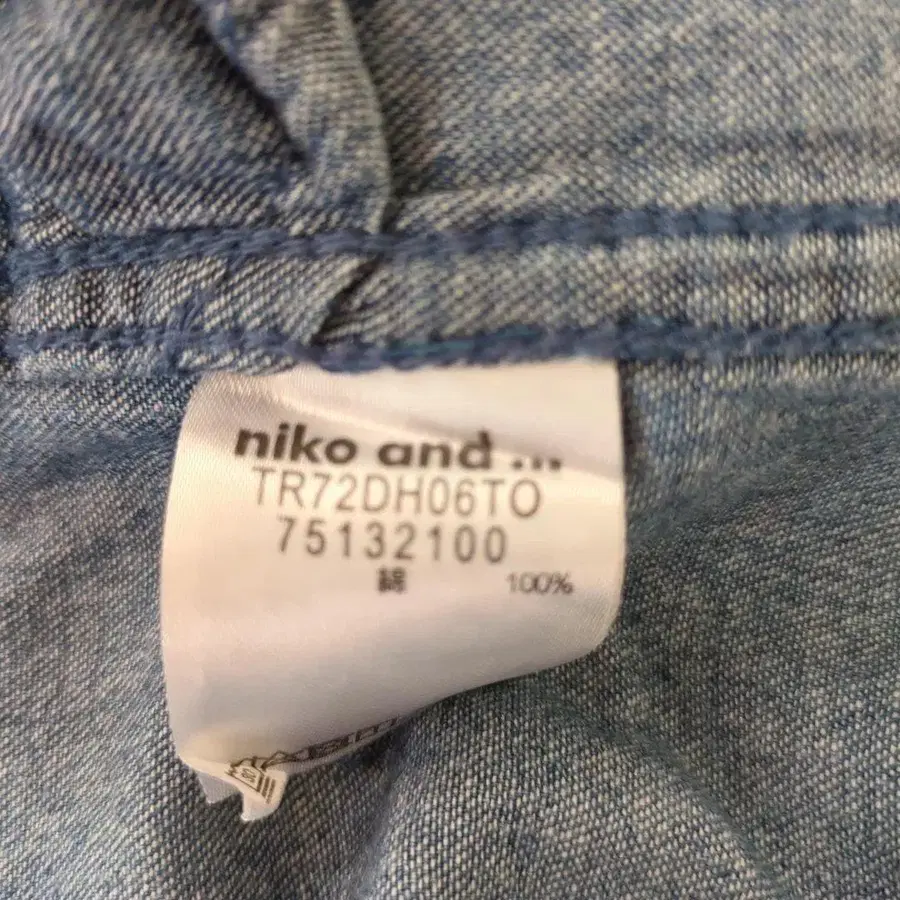 niko and ...
TR72DH06TO
75132100
綿 100%